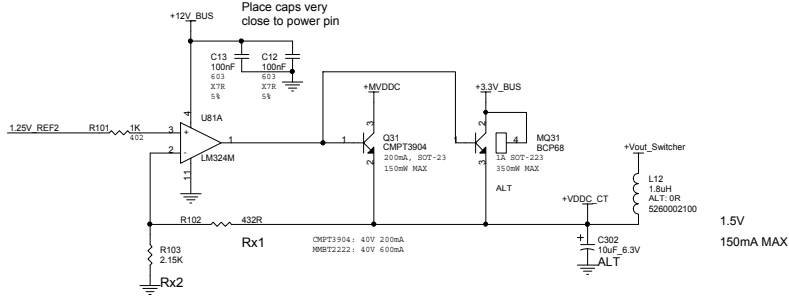 Place caps very
close to power pin
+12V_BUS
C13
100nF
603
X7R
5%
C12
100nF
603
X7R
5%
+MVDDC
+3.3V_BUS
U81A
4
1.25V_REF2
R101
1K
402
3
+
2
-
1
LM324M
11
1
3
2
Q31
CMPT3904
200mA, SOT-23
150mW MAX
1
2
4
3
MQ31
BCP68
1A SOT-223
350mW MAX
ALT
+Vout_Switcher
L12
1.8uH
ALT: 0R
5260002100
+VDDC_CT
R102
432R
Rx1
1.5V
150mA MAX
CMPT3904: 40V 200mA
MMBT2222: 40V 600mA
+
C302
10uF_6.3V
ALT
R103
2.15K
Rx2